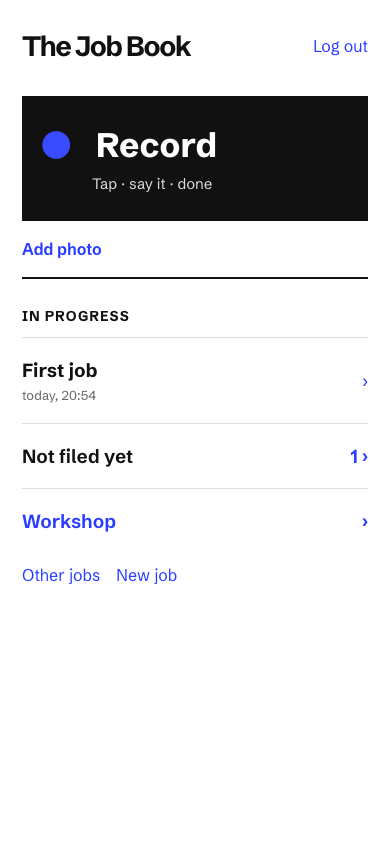 The Job Book
Log out
Record
Tap · say it · done
Add photo
IN PROGRESS
First job
today, 20:54
›
Not filed yet
1 ›
Workshop
›
Other jobs
New job